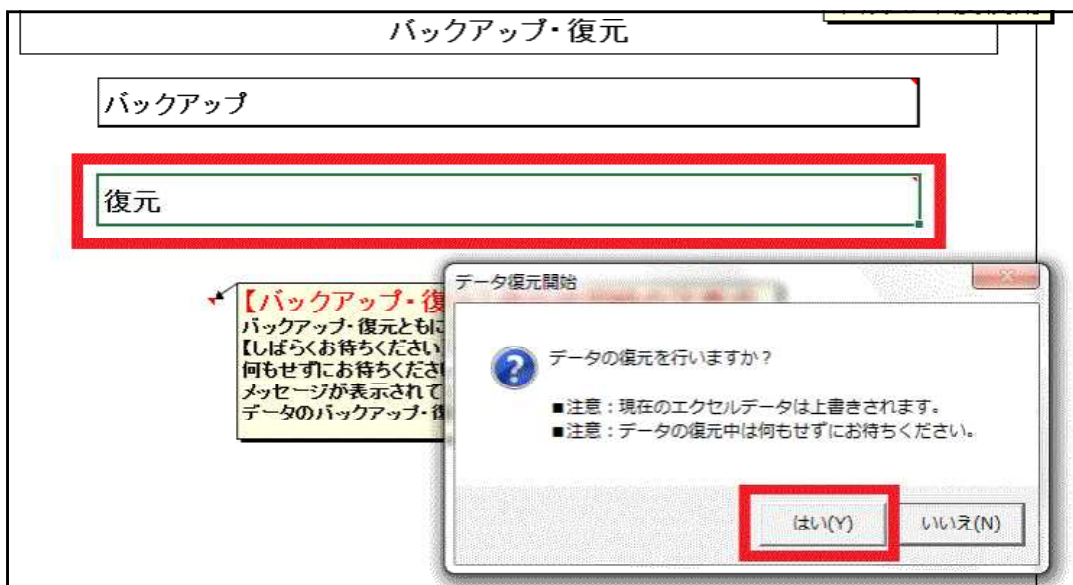 バックアップ・復元
バックアップ
復元
【バックアップ・復
バックアップ・復元ともに
【しばらくお待ちください
何もせずにお待ちくださ
メッセージが表示されて
データのバックアップ・復
データ復元開始
データの復元を行いますか？
■注意：現在のエクセルデータは上書きされます。
■注意：データの復元中は何もせずにお待ちください。
はい(Y)
いいえ(N)